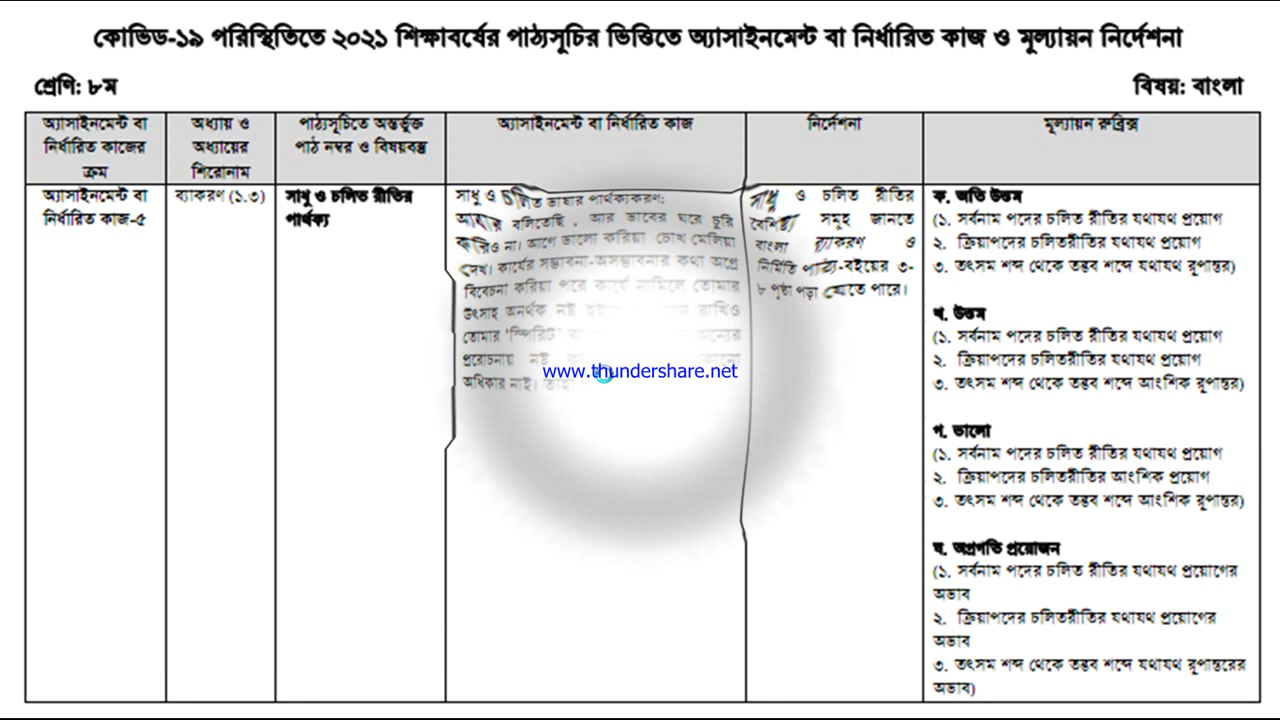 কোভিড-১৯ পরিস্থিতিতে ২০২১ শিক্ষাবর্ষের পাঠ্যসূচির ভিত্তিতে অ্যাসাইনমেন্ট বা নির্ধারিত কাজ ও মূল্যায়ন নির্দেশনা
শ্রেণি: ৮ম
বিষয়: বাংলা
অ্যাসাইনমেন্ট বা
নির্ধারিত কাজের
ক্রম
অধ্যায় ও
অধ্যায়ের
শিরোনাম
পাঠ্যসূচিতে অন্তর্ভুক্ত
পাঠ নম্বর ও বিষয়বস্তু
অ্যাসাইনমেন্ট বা নির্ধারিত কাজ
নির্দেশনা
মূল্যায়ন রুব্রিক্স
অ্যাসাইনমেন্ট বা
নির্ধারিত কাজ-৫
ব্যাকরণ (১.৩)
সাধু ও চলিত রীতির
পার্থক্য
সাধু ও চলিত ভাষার পার্থক্যকরণ:
আবার বলিতেছি , আর ভাবের ঘরে চুরি
করিও না। আগে ভালো করিয়া চোখ মেলিয়া
দেখ। কার্যের সম্ভাবনা-অসম্ভাবনার কথা অগ্রে
বিবেচনা করিয়া পরে কার্যে নামিলে তোমার
উৎসাহ অনর্থক নষ্ট রাখিও
তোমার 'স্পিরিট' অন্যের
প্ররোচনায় নষ্ট কোনো
অধিকার নাই।
সাধু ও চলিত রীতির
বৈশিষ্ট্য সমূহ জানতে
বাংলা ব্যাকরণ ও
নির্মিতি পাঠ্য-বইয়ের ৩-
৮ পৃষ্ঠা পড়া যেতে পারে।
ক. অতি উত্তম
(১. সর্বনাম পদের চলিত রীতির যথাযথ প্রয়োগ
২. ক্রিয়াপদের চলিতরীতির যথাযথ প্রয়োগ
৩. তৎসম শব্দ থেকে তদ্ভব শব্দে যথাযথ রূপান্তর)
খ. উত্তম
(১. সর্বনাম পদের চলিত রীতির যথাযথ প্রয়োগ
২. ক্রিয়াপদের চলিতরীতির যথাযথ প্রয়োগ
৩. তৎসম শব্দ থেকে তদ্ভব শব্দে আংশিক রূপান্তর)
গ. ভালো
(১. সর্বনাম পদের চলিত রীতির যথাযথ প্রয়োগ
২. ক্রিয়াপদের চলিতরীতির আংশিক প্রয়োগ
৩. তৎসম শব্দ থেকে তদ্ভব শব্দে আংশিক রূপান্তর)
ঘ. অগ্রগতি প্রয়োজন
(১. সর্বনাম পদের চলিত রীতির যথাযথ প্রয়োগের
অভাব
২. ক্রিয়াপদের চলিতরীতির যথাযথ প্রয়োগের
অভাব
৩. তৎসম শব্দ থেকে তদ্ভব শব্দে যথাযথ রূপান্তরের
অভাব)
www.thundershare.net